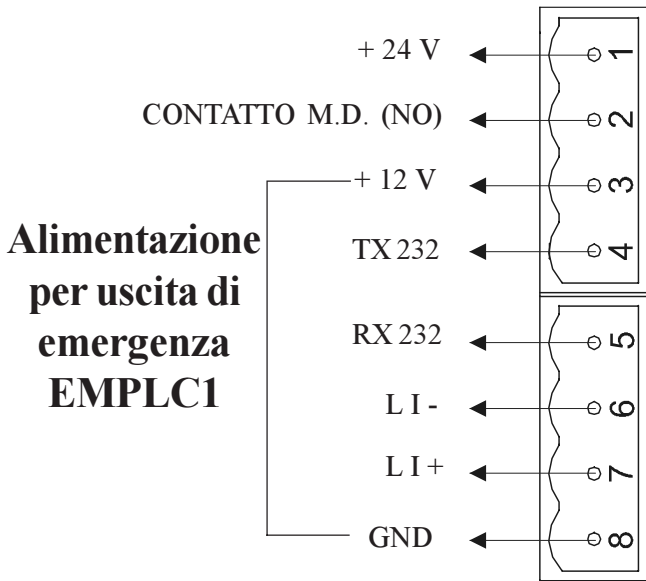 + 24 V 1
CONTATTO M.D. (NO) 2
+ 12 V 3
TX 232 4
Alimentazione
per uscita di
emergenza
EMPLC1
RX 232 5
L I - 6
L I + 7
GND 8